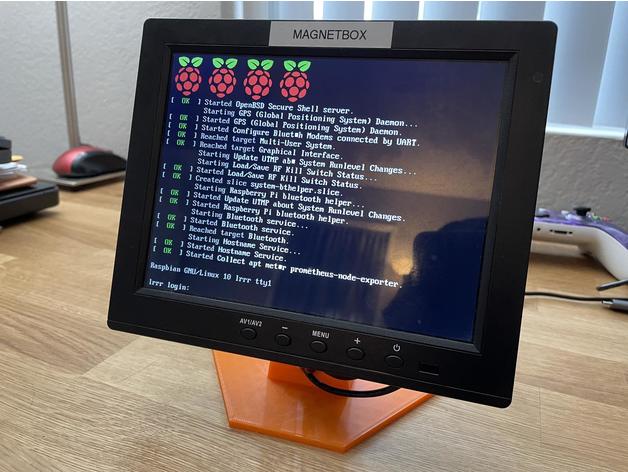 MAGNETBOX
[ OK ] Started OpenBSD Secure Shell server.
Starting GPS (Global Positioning System) Daemon...
[ OK ] Started GPS (Global Positioning System) Daemon.
[ OK ] Started Configure Bluetooth Modems connected by UART.
[ OK ] Reached target Multi-User System.
[ OK ] Reached target Graphical Interface.
Starting Update UTMP about System Runlevel Changes...
Starting Load/Save RF Kill Switch Status...
[ OK ] Started Load/Save RF Kill Switch Status.
[ OK ] Created slice system-bthelper.slice.
Starting Raspberry Pi bluetooth helper...
[ OK ] Started Update UTMP about System Runlevel Changes.
[ OK ] Started Raspberry Pi bluetooth helper.
Starting Bluetooth service...
[ OK ] Started Bluetooth service.
[ OK ] Reached target Bluetooth.
Starting Hostname Service...
[ OK ] Started Hostname Service.
[ OK ] Started Collect apt metrics prometheus-node-exporter.
Raspbian GNU/Linux 10 lrrr tty1
lrrr login:
AV1/AV2 − MENU +